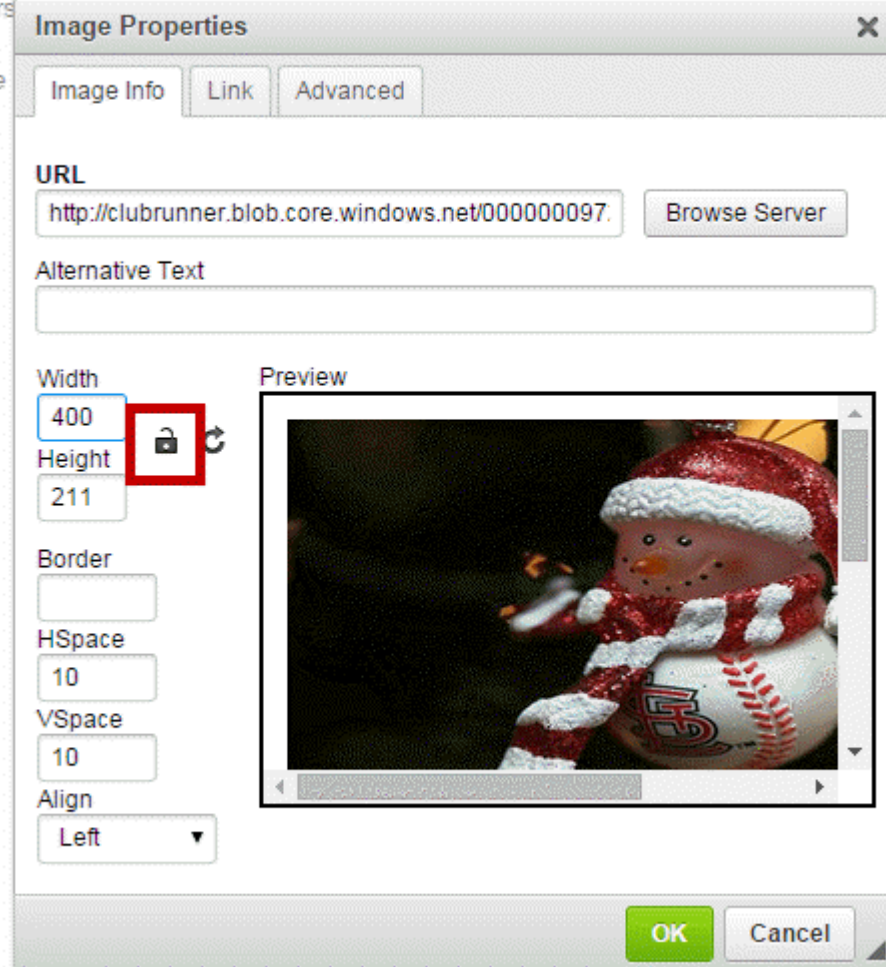 Image Properties
Image Info Link Advanced
URL
http://clubrunner.blob.core.windows.net/000000097
Browse Server
Alternative Text
Width
400
Height
211
Border
HSpace
10
VSpace
10
Align
Left
Preview
STL
OK Cancel